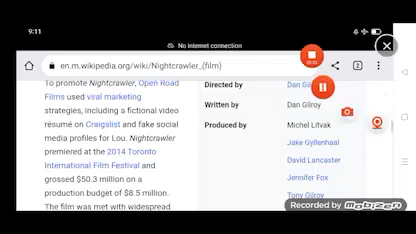 9:11
No internet connection
en.m.wikipedia.org/wiki/Nightcrawler_(film)
2
To promote Nightcrawler, Open Road
Films used viral marketing
strategies, including a fictional video
résumé on Craigslist and fake social
media profiles for Lou. Nightcrawler
premiered at the 2014 Toronto
International Film Festival and
grossed $50.3 million on a
production budget of $8.5 million.
The film was met with widespread
Directed by Dan Gil
Written by Dan Gilroy
Produced by Michel Litvak
Jake Gyllenhaal
David Lancaster
Jennifer Fox
Tony Gilroy
Recorded by MOBIZEN